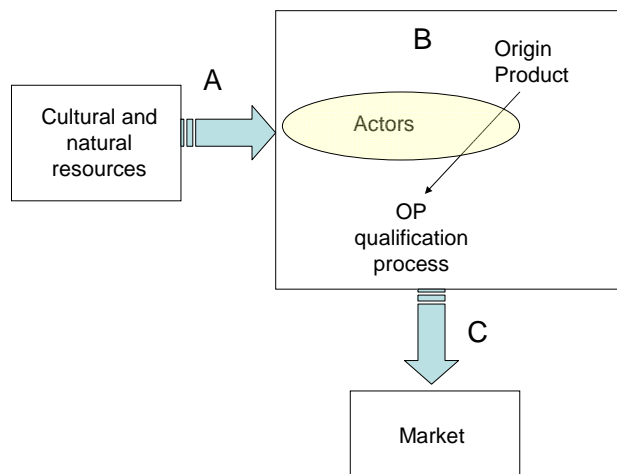 B
Origin
Product
A
Cultural and
natural
resources
Actors
OP
qualification
process
C
Market